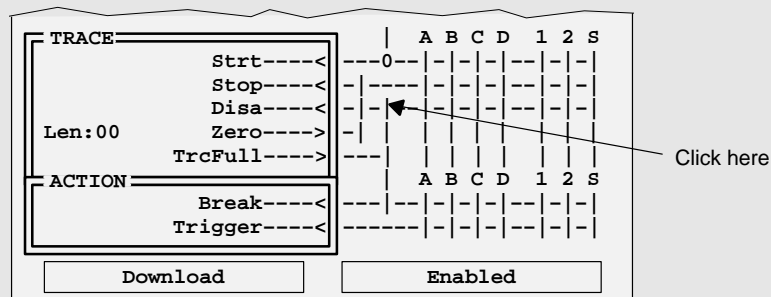 TRACE | A B C D 1 2 S
Strt----< ---0--|-|-|-|--|-|-|
Stop----< -|----|-|-|-|--|-|-|
Disa----< -|-|--|-|-|-|--|-|-|
Len:00 Zero----> -| | | | | | | | |
TrcFull----> ---| | | | | | | |
ACTION | A B C D 1 2 S
Break----< ---|--|-|-|-|--|-|-|
Trigger----< ------|-|-|-|--|-|-|
Download Enabled
Click here